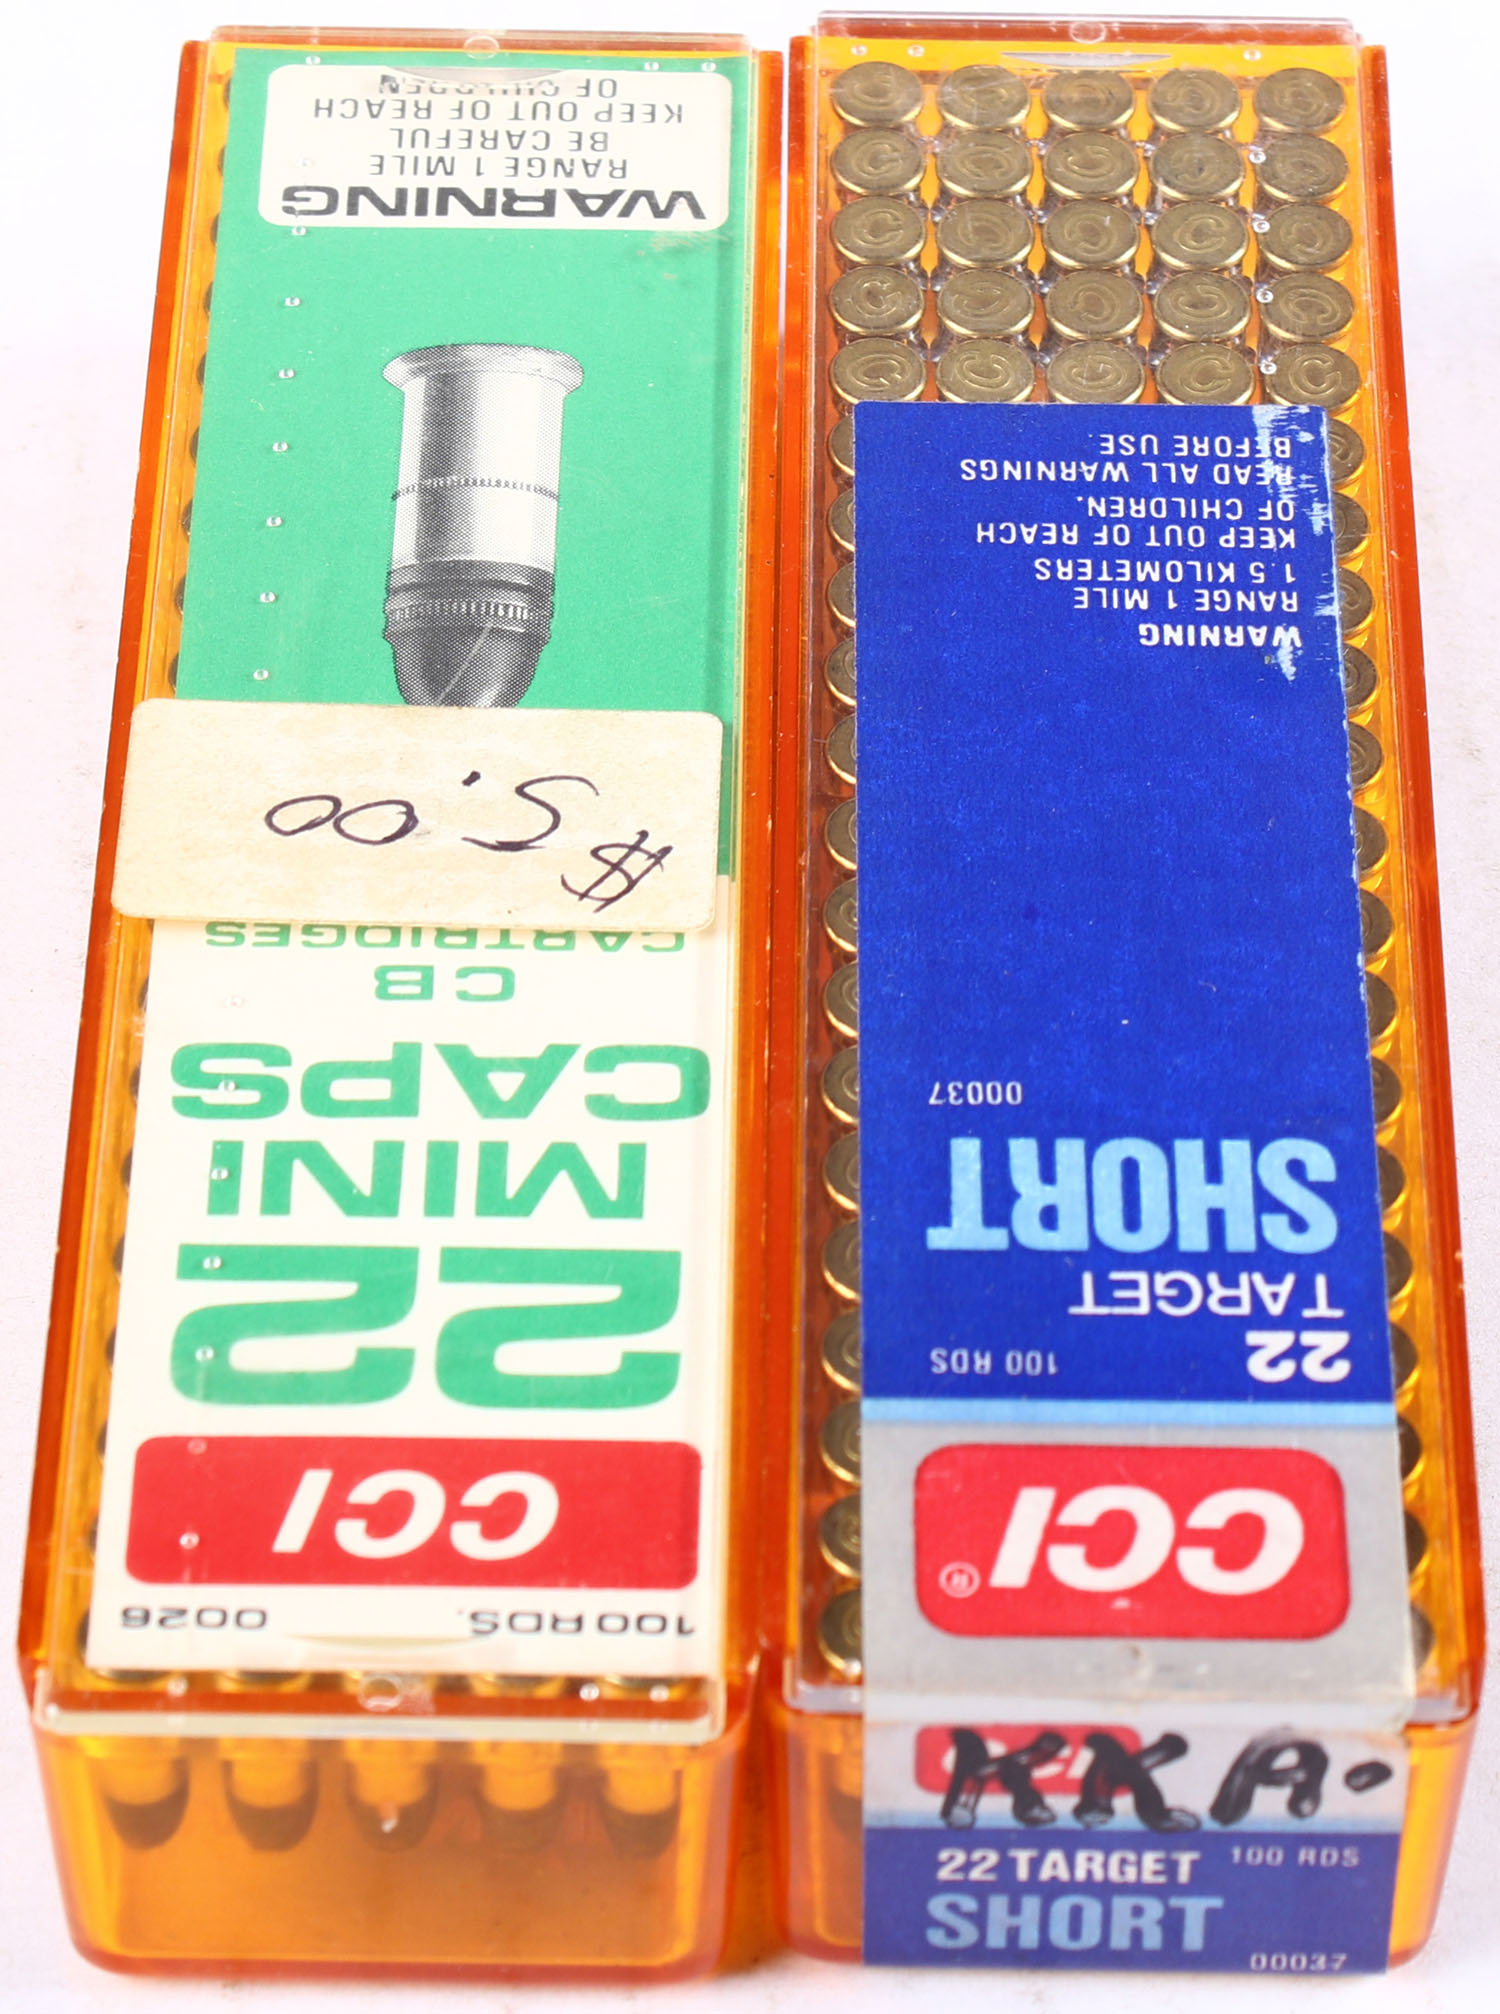 100 RDS. 0026
CCI
22
MINI
CAPS
CB
CARTRIDGES
$5.00
WARNING
RANGE 1 MILE
BE CAREFUL
KEEP OUT OF REACH
OF CHILDREN
CCI®
22 100 RDS
TARGET
SHORT
00037
WARNING
RANGE 1 MILE
1.5 KILOMETERS
KEEP OUT OF REACH
OF CHILDREN.
READ ALL WARNINGS
BEFORE USE.
CCI
KKA.
22 TARGET 100 RDS
SHORT
00037